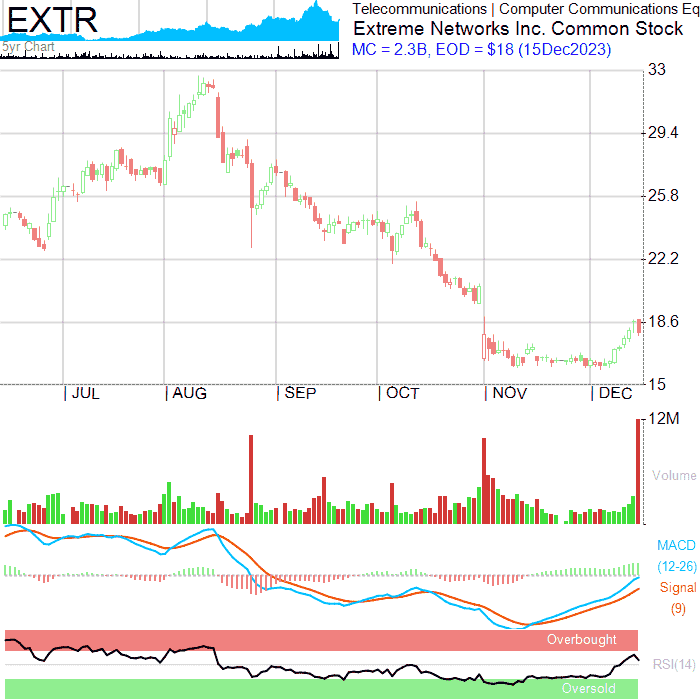 EXTR
5yr Chart
Telecommunications | Computer Communications Eq
Extreme Networks Inc. Common Stock
MC = 2.3B, EOD = $18 (15Dec2023)
33
29.4
25.8
22.2
18.6
15
JUL AUG SEP OCT NOV DEC
12M
Volume
MACD
(12-26)
Signal
(9)
Overbought
RSI(14)
Oversold